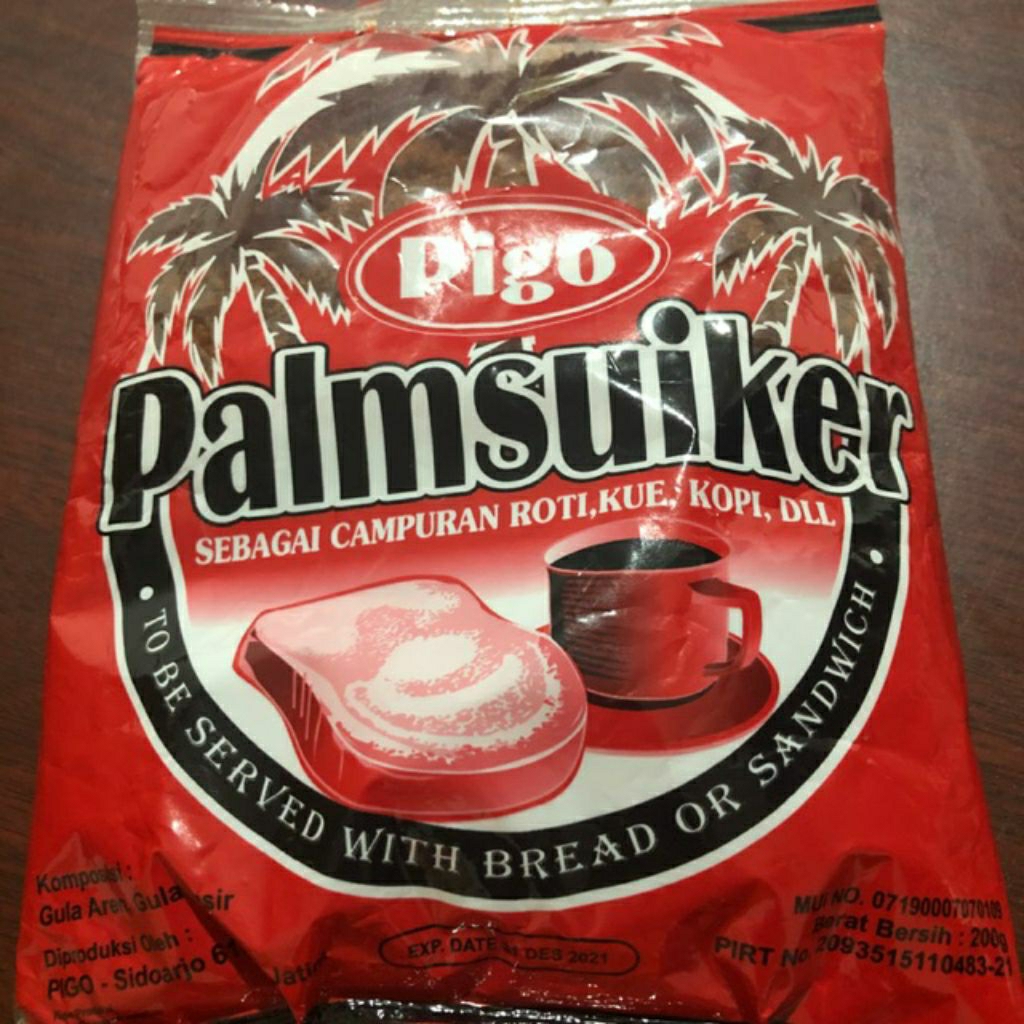 Pigo
Palmsuiker
SEBAGAI CAMPURAN ROTI,KUE, KOPI, DLL
• TO BE SERVED WITH BREAD OR SANDWICH •
Komposisi :
Gula Aren, Gula
Diproduksi Oleh :
PIGO - Sidoarjo
EXP. DATE DES 2021
MUI NO. 07190007070109
Berat Bersih : 200g
PIRT No 2093515110483-21